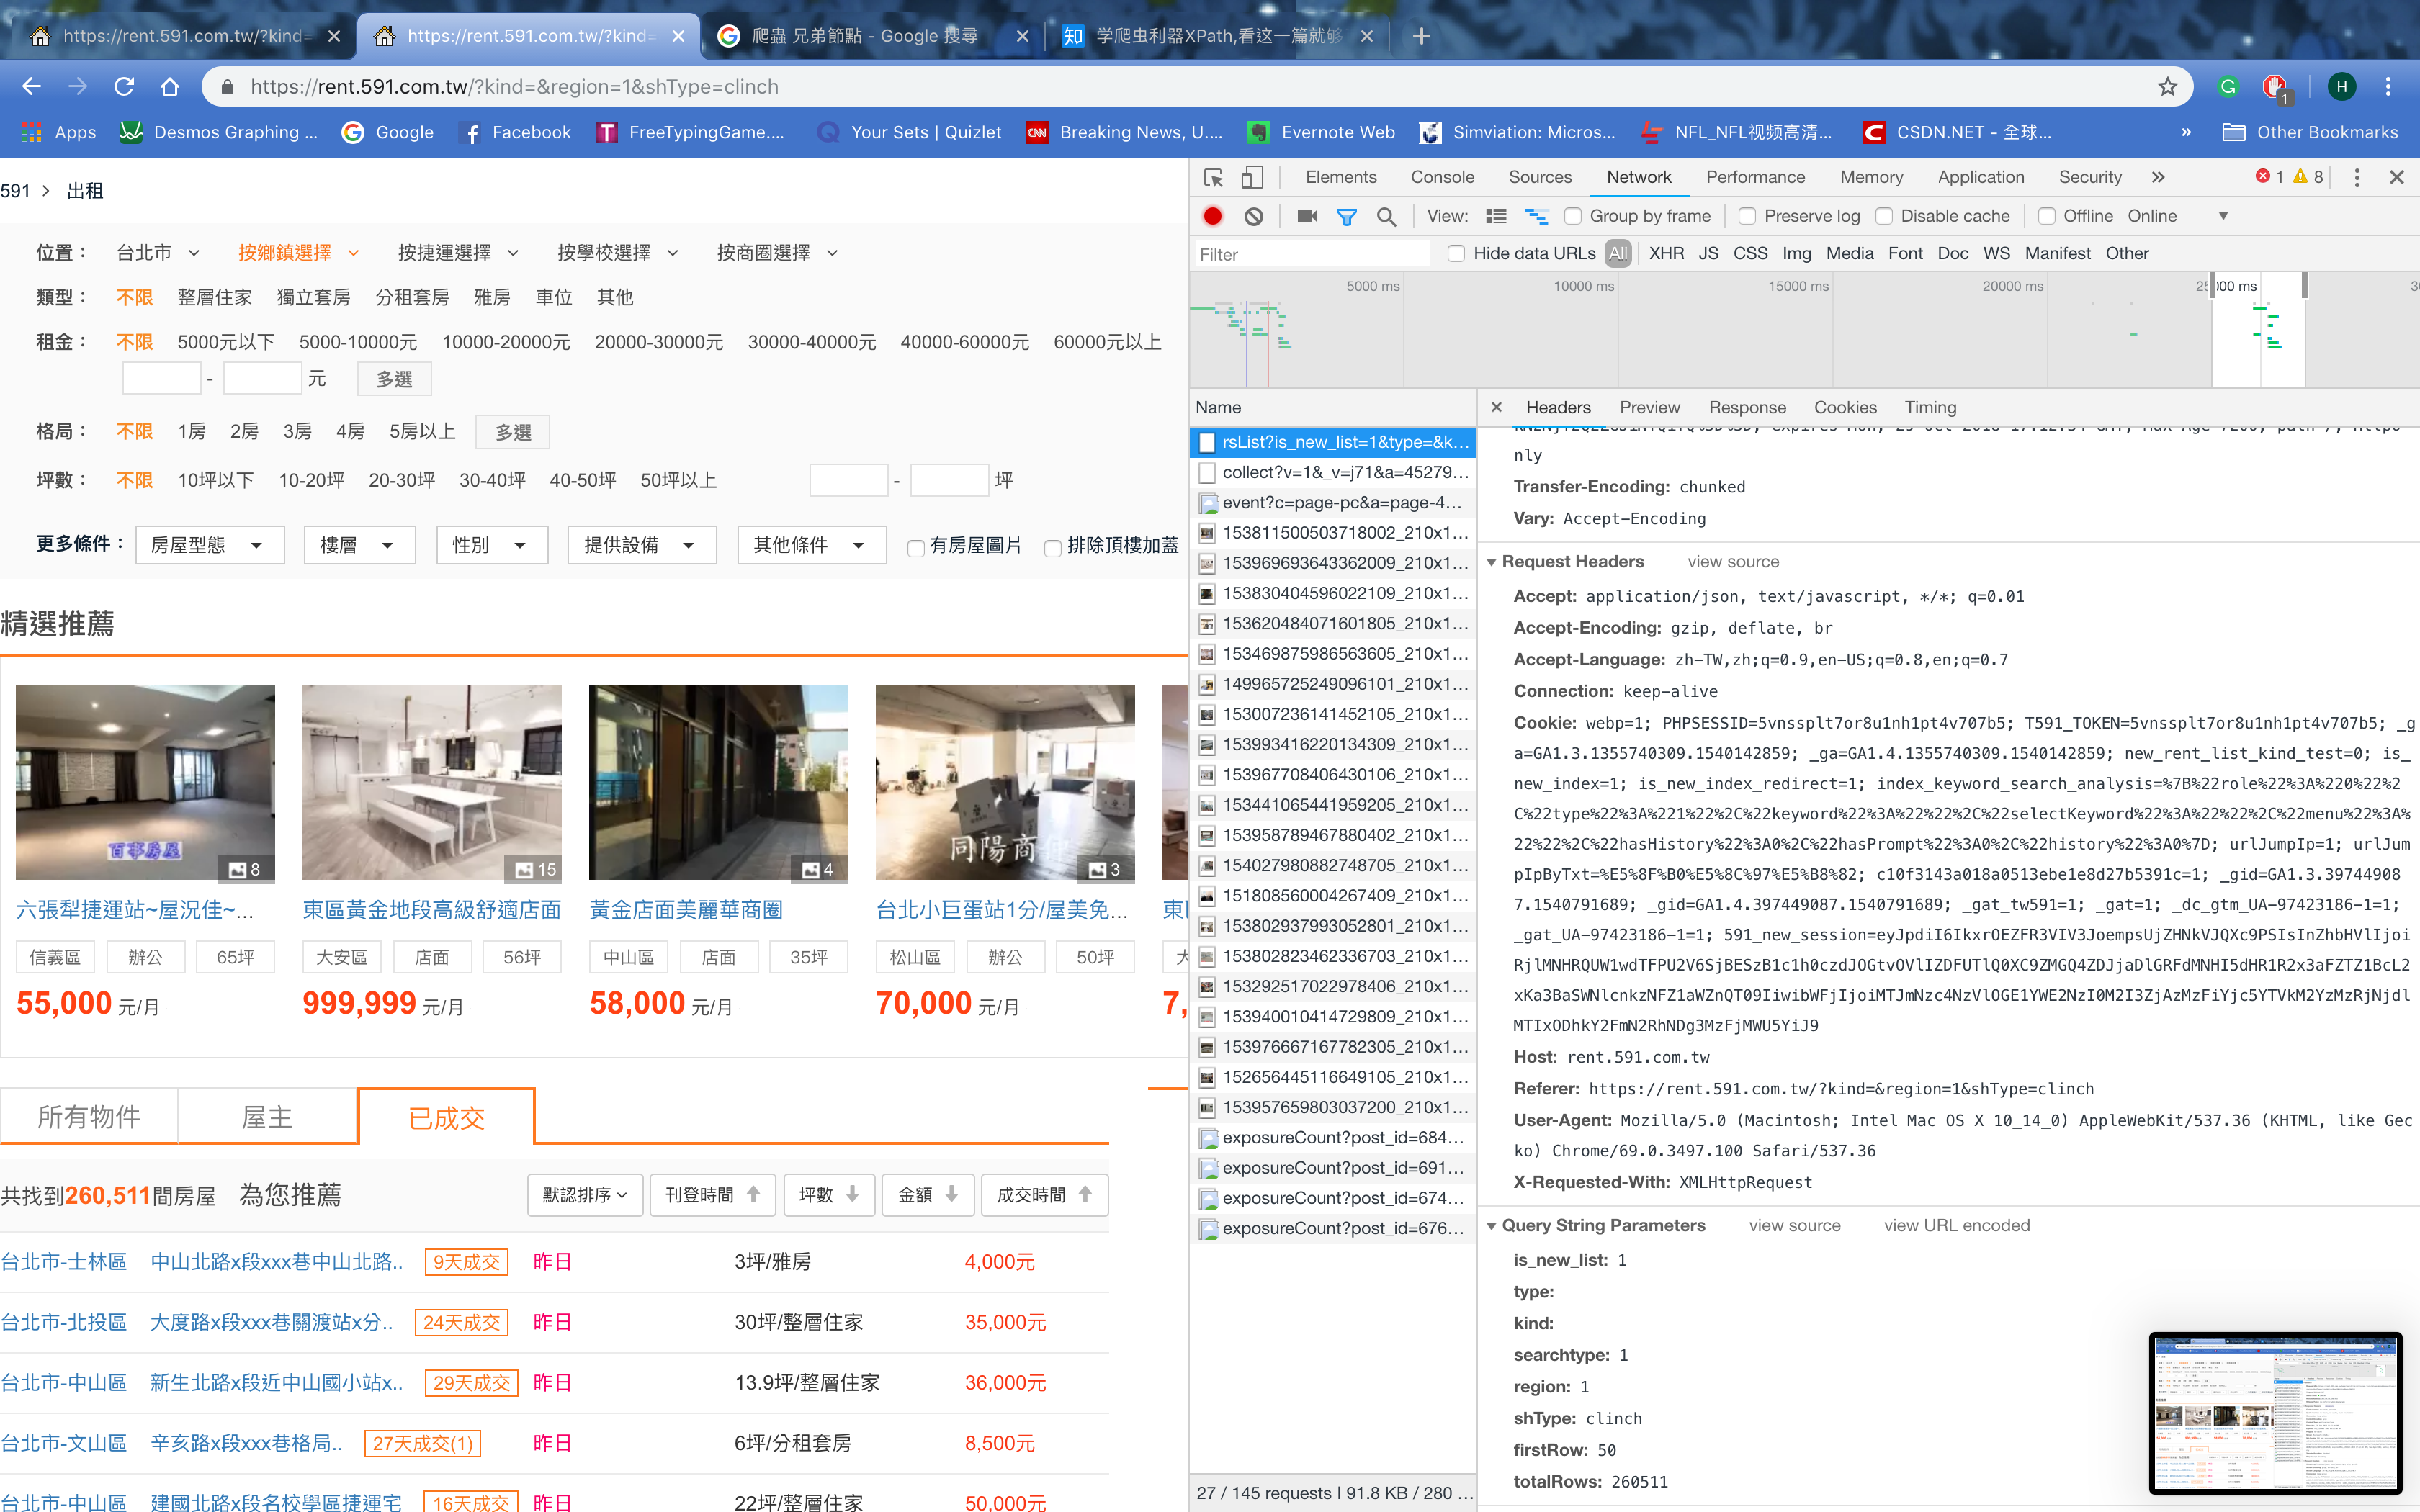 https://rent.591.com.tw/?kind=
https://rent.591.com.tw/?kind=
爬蟲 兄弟節點 - Google 搜尋
学爬虫利器XPath,看这一篇就够
https://rent.591.com.tw/?kind=&region=1&shType=clinch
H
1
Apps
Desmos Graphing ...
Google
Facebook
FreeTypingGame....
Your Sets | Quizlet
Breaking News, U....
Evernote Web
Simviation: Micros...
NFL_NFL视频高清...
CSDN.NET - 全球...
»
Other Bookmarks
591 > 出租
位置： 台北市 按鄉鎮選擇 按捷運選擇 按學校選擇 按商圈選擇
類型： 不限 整層住家 獨立套房 分租套房 雅房 車位 其他
租金： 不限 5000元以下 5000-10000元 10000-20000元 20000-30000元 30000-40000元 40000-60000元 60000元以上
- 元 多選
格局： 不限 1房 2房 3房 4房 5房以上 多選
坪數： 不限 10坪以下 10-20坪 20-30坪 30-40坪 40-50坪 50坪以上 - 坪
更多條件： 房屋型態 樓層 性別 提供設備 其他條件 有房屋圖片 排除頂樓加蓋
精選推薦
百事房屋 8
15
4
同陽商 3
六張犁捷運站~屋況佳~...
東區黃金地段高級舒適店面
黃金店面美麗華商圈
台北小巨蛋站1分/屋美免...
信義區 辦公 65坪
大安區 店面 56坪
中山區 店面 35坪
松山區 辦公 50坪
55,000 元/月
999,999 元/月
58,000 元/月
70,000 元/月
7,
所有物件 屋主 已成交
共找到260,511間房屋 為您推薦 默認排序 刊登時間 坪數 金額 成交時間
台北市-士林區 中山北路x段xxx巷中山北路.. 9天成交 昨日 3坪/雅房 4,000元
台北市-北投區 大度路x段xxx巷關渡站x分.. 24天成交 昨日 30坪/整層住家 35,000元
台北市-中山區 新生北路x段近中山國小站x.. 29天成交 昨日 13.9坪/整層住家 36,000元
台北市-文山區 辛亥路x段xxx巷格局.. 27天成交(1) 昨日 6坪/分租套房 8,500元
台北市-中山區 建國北路x段名校學區捷運宅 16天成交 昨日 22坪/整層住家 50,000元
Elements Console Sources Network Performance Memory Application Security » 1 8
View: Group by frame Preserve log Disable cache Offline Online
Filter Hide data URLs All XHR JS CSS Img Media Font Doc WS Manifest Other
5000 ms 10000 ms 15000 ms 20000 ms
Name
rsList?is_new_list=1&type=&k...
collect?v=1&_v=j71&a=45279...
event?c=page-pc&a=page-4...
153811500503718002_210x1...
153969693643362009_210x1...
153830404596022109_210x1...
153620484071601805_210x1...
153469875986563605_210x1...
149965725249096101_210x1...
153007236141452105_210x1...
153993416220134309_210x1...
153967708406430106_210x1...
153441065441959205_210x1...
153958789467880402_210x1...
154027980882748705_210x1...
151808560004267409_210x1...
153802937993052801_210x1...
153802823462336703_210x1...
153292517022978406_210x1...
153940010414729809_210x1...
153976667167782305_210x1...
152656445116649105_210x1...
153957659803037200_210x1...
exposureCount?post_id=684...
exposureCount?post_id=691...
exposureCount?post_id=674...
exposureCount?post_id=676...
27 / 145 requests | 91.8 KB / 280 ...
Headers Preview Response Cookies Timing
nly
Transfer-Encoding: chunked
Vary: Accept-Encoding
Request Headers view source
Accept: application/json, text/javascript, */*; q=0.01
Accept-Encoding: gzip, deflate, br
Accept-Language: zh-TW,zh;q=0.9,en-US;q=0.8,en;q=0.7
Connection: keep-alive
Cookie: webp=1; PHPSESSID=5vnssplt7or8u1nh1pt4v707b5; T591_TOKEN=5vnssplt7or8u1nh1pt4v707b5; _g
a=GA1.3.1355740309.1540142859; _ga=GA1.4.1355740309.1540142859; new_rent_list_kind_test=0; is_
new_index=1; is_new_index_redirect=1; index_keyword_search_analysis=%7B%22role%22%3A%220%22%2
C%22type%22%3A%221%22%2C%22keyword%22%3A%22%22%2C%22selectKeyword%22%3A%22%22%2C%22menu%22%3A%
22%22%2C%22hasHistory%22%3A0%2C%22hasPrompt%22%3A0%2C%22history%22%3A0%7D; urlJumpIp=1; urlJum
pIpByTxt=%E5%8F%B0%E5%8C%97%E5%B8%82; c10f3143a018a0513ebe1e8d27b5391c=1; _gid=GA1.3.39744908
7.1540791689; _gid=GA1.4.397449087.1540791689; _gat_tw591=1; _gat=1; _dc_gtm_UA-97423186-1=1;
_gat_UA-97423186-1=1; 591_new_session=eyJpdiI6IkxrOEZFR3VIV3JoempsUjZHNkVJQXc9PSIsInZhbHVlIjoi
RjlMNHRQUW1wdTFPU2V6SjBESzB1c1h0czdJOGtvOVlIZDFUTlQ0XC9ZMGQ4ZDJjaDlGRFdMNHI5dHR1R2x3aFZTZ1BcL2
xKa3BaSWNlcnkzNFZ1aWZnQT09IiwibWFjIjoiMTJmNzc4NzVlOGE1YWE2NzI0M2I3ZjAzMzFiYjc5YTVkM2YzMzRjNjdl
MTIxODhkY2FmN2RhNDg3MzFjMWU5YiJ9
Host: rent.591.com.tw
Referer: https://rent.591.com.tw/?kind=&region=1&shType=clinch
User-Agent: Mozilla/5.0 (Macintosh; Intel Mac OS X 10_14_0) AppleWebKit/537.36 (KHTML, like Gec
ko) Chrome/69.0.3497.100 Safari/537.36
X-Requested-With: XMLHttpRequest
Query String Parameters view source view URL encoded
is_new_list: 1
type:
kind:
searchtype: 1
region: 1
shType: clinch
firstRow: 50
totalRows: 260511